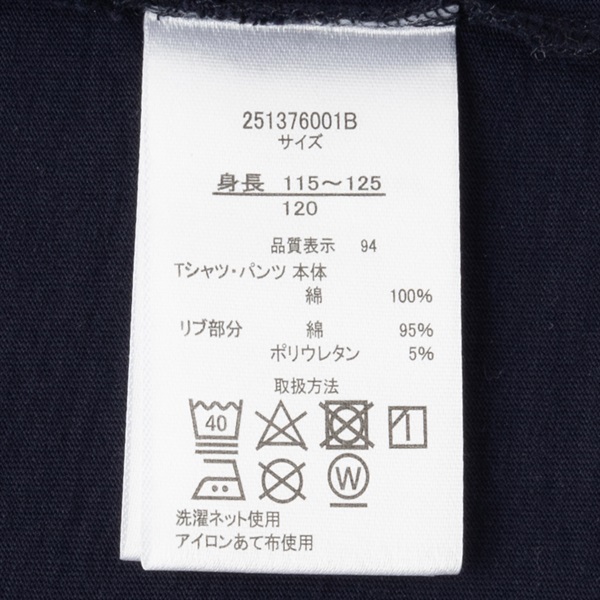 251376001B
サイズ
身長 115～125
120
品質表示 94
Tシャツ・パンツ 本体
綿 100%
リブ部分 綿 95%
ポリウレタン 5%
取扱方法
40
W
洗濯ネット使用
アイロンあて布使用